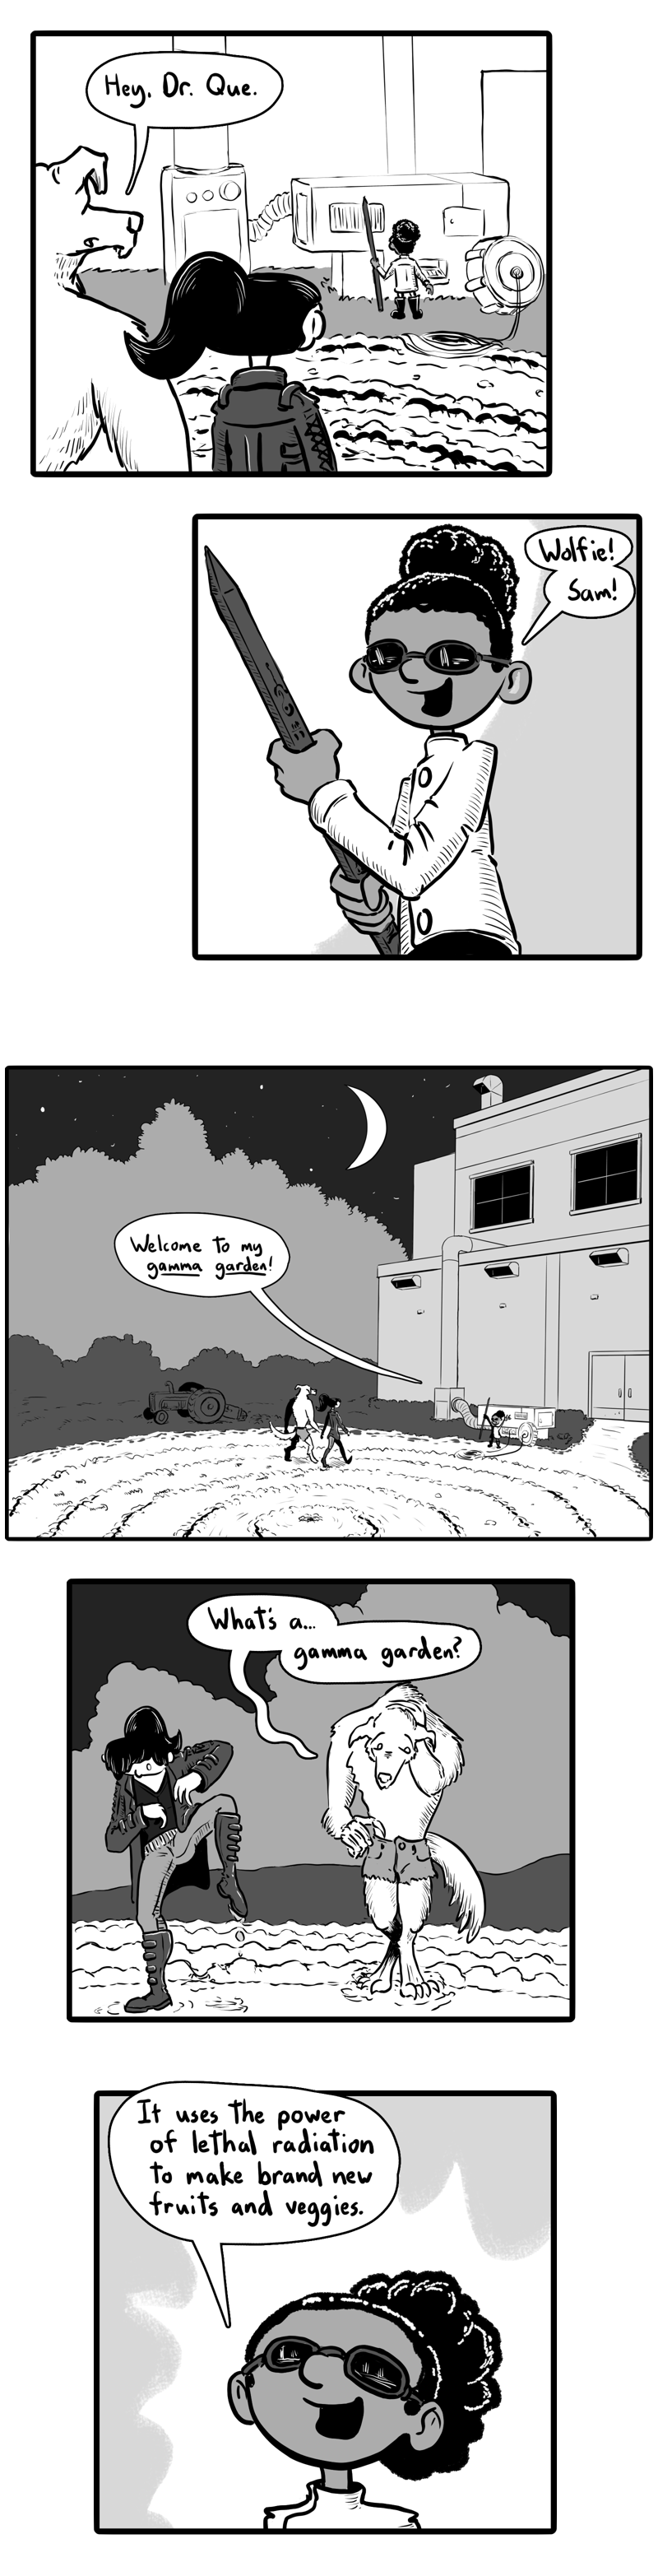 Hey, Dr. Que.
Wolfie!
Sam!
Welcome to my
gamma garden!
What's a...
gamma garden?
It uses the power
of lethal radiation
to make brand new
fruits and veggies.